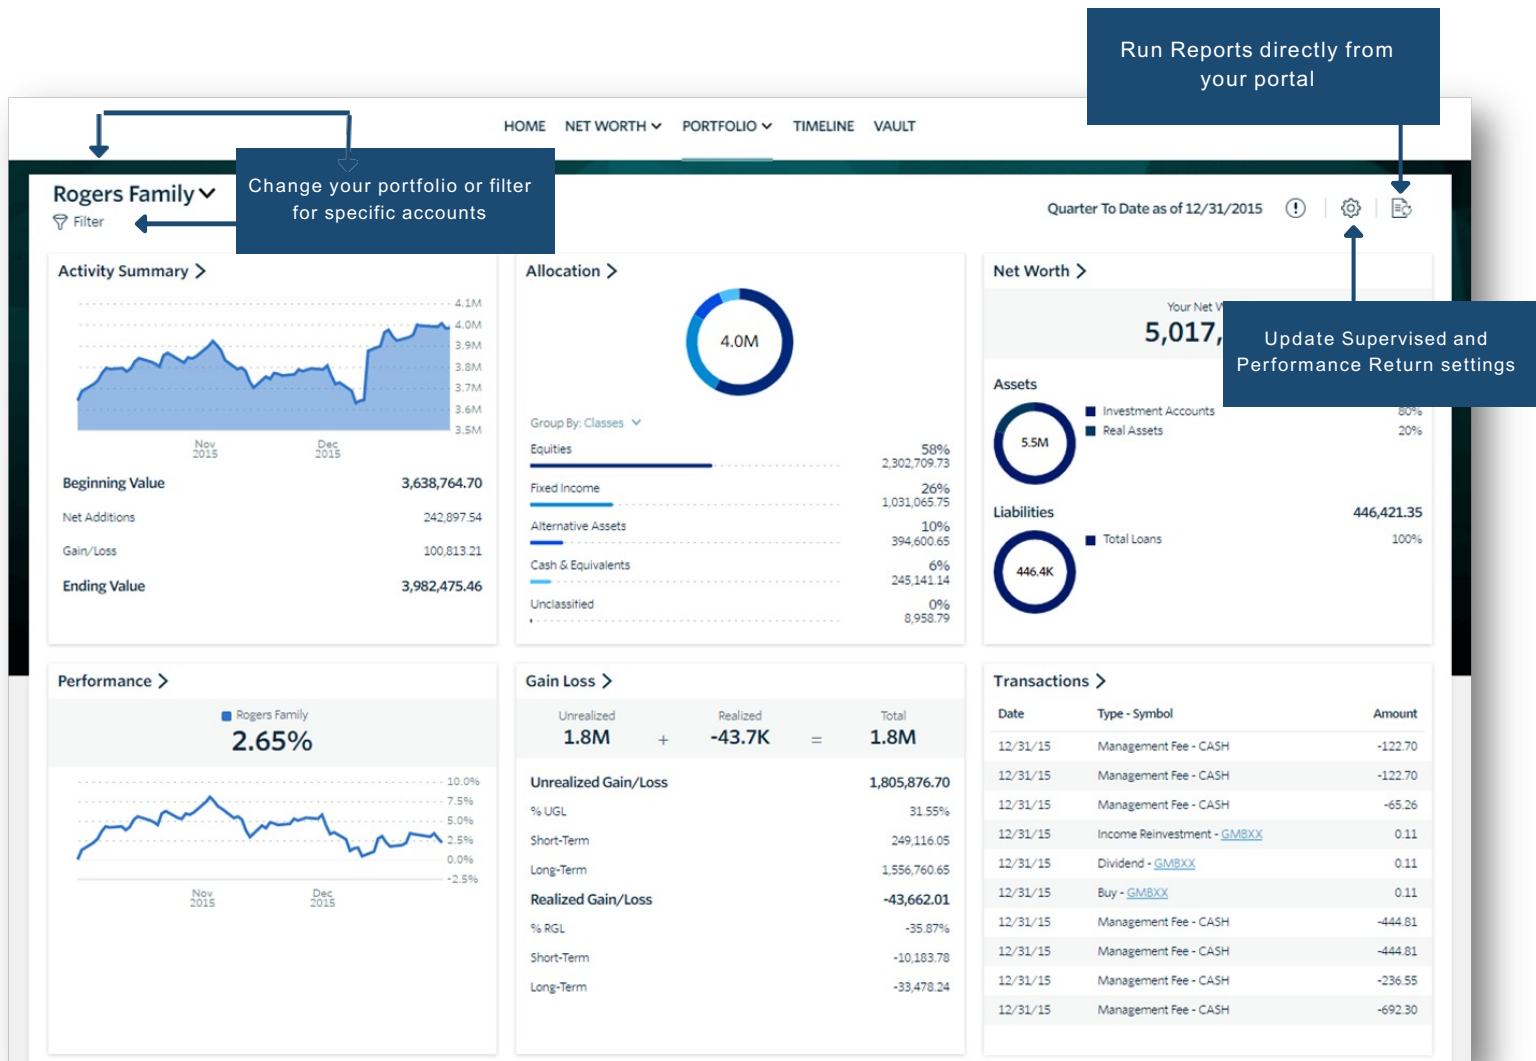 Run Reports directly from
your portal
HOME NET WORTH PORTFOLIO TIMELINE VAULT
Change your portfolio or filter
for specific accounts
Rogers Family
Filter
Quarter To Date as of 12/31/2015
Update Supervised and
Performance Return settings
Activity Summary
4.1M
4.0M
3.9M
3.8M
3.7M
3.6M
3.5M
Nov
2015
Dec
2015
Beginning Value 3,638,764.70
Net Additions 242,897.54
Gain/Loss 100,813.21
Ending Value 3,982,475.46
Allocation
4.0M
Group By: Classes
Equities 58%
2,302,709.73
Fixed Income 26%
1,031,065.75
Alternative Assets 10%
394,600.65
Cash & Equivalents 6%
245,141.14
Unclassified 0%
8,958.79
Net Worth
Your Net
5,017,
Assets
5.5M
Investment Accounts 80%
Real Assets 20%
Liabilities 446,421.35
446.4K
Total Loans 100%
Performance
Rogers Family
2.65%
10.0%
7.5%
5.0%
2.5%
0.0%
-2.5%
Nov
2015
Dec
2015
Gain Loss
Unrealized Realized Total
1.8M + -43.7K = 1.8M
Unrealized Gain/Loss 1,805,876.70
% UGL 31.55%
Short-Term 249,116.05
Long-Term 1,556,760.65
Realized Gain/Loss -43,662.01
% RGL -35.87%
Short-Term -10,183.78
Long-Term -33,478.24
Transactions
Date Type - Symbol Amount
12/31/15 Management Fee - CASH -122.70
12/31/15 Management Fee - CASH -122.70
12/31/15 Management Fee - CASH -65.26
12/31/15 Income Reinvestment - GMBXX 0.11
12/31/15 Dividend - GMBXX 0.11
12/31/15 Buy - GMBXX 0.11
12/31/15 Management Fee - CASH -444.81
12/31/15 Management Fee - CASH -444.81
12/31/15 Management Fee - CASH -236.55
12/31/15 Management Fee - CASH -692.30